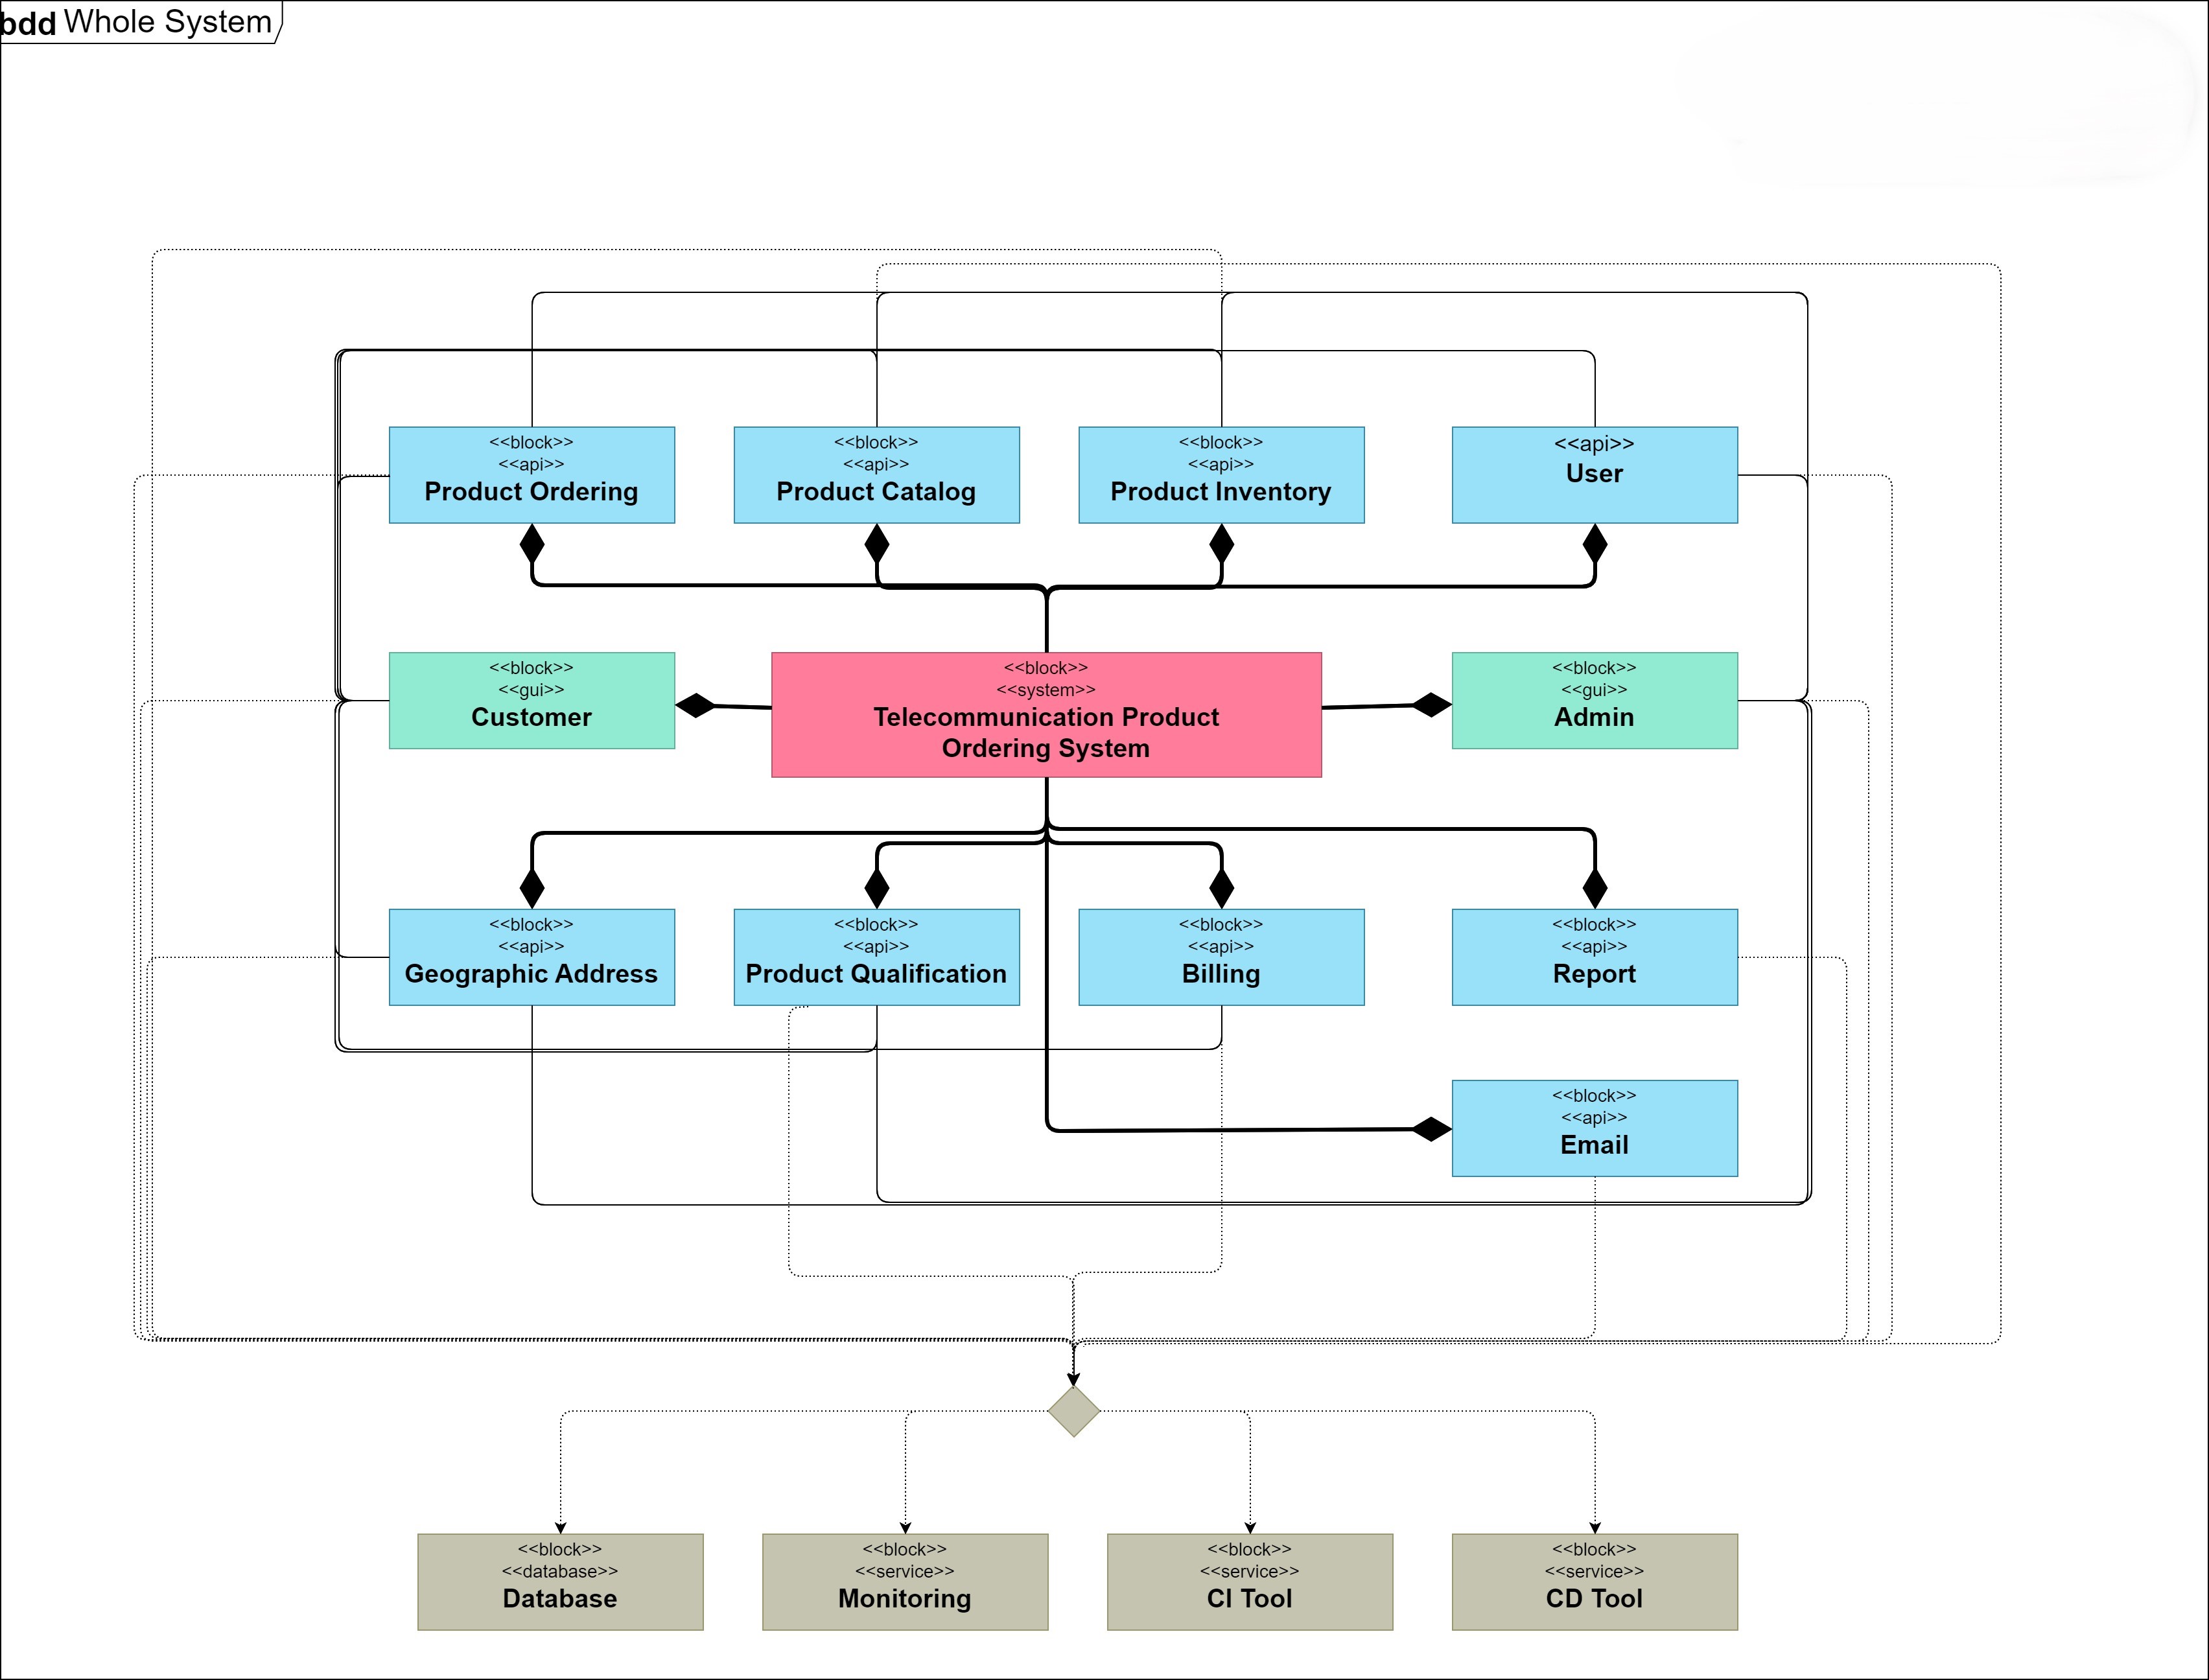 bdd Whole System
<<block>>
<<api>>
Product Ordering
<<block>>
<<api>>
Product Catalog
<<block>>
<<api>>
Product Inventory
<<api>>
User
<<block>>
<<gui>>
Customer
<<block>>
<<system>>
Telecommunication Product
Ordering System
<<block>>
<<gui>>
Admin
<<block>>
<<api>>
Geographic Address
<<block>>
<<api>>
Product Qualification
<<block>>
<<api>>
Billing
<<block>>
<<api>>
Report
<<block>>
<<api>>
Email
<<block>>
<<database>>
Database
<<block>>
<<service>>
Monitoring
<<block>>
<<service>>
CI Tool
<<block>>
<<service>>
CD Tool